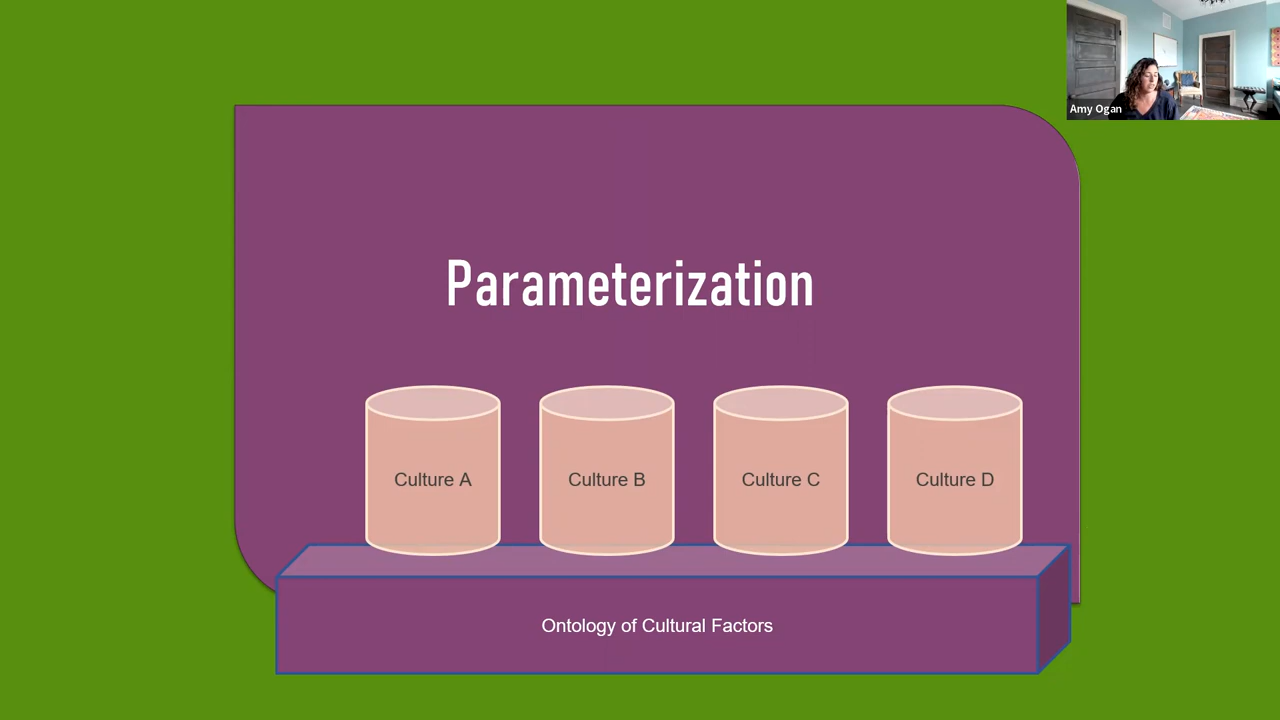 Amy Ogan
Parameterization
Culture A
Culture B
Culture C
Culture D
Ontology of Cultural Factors